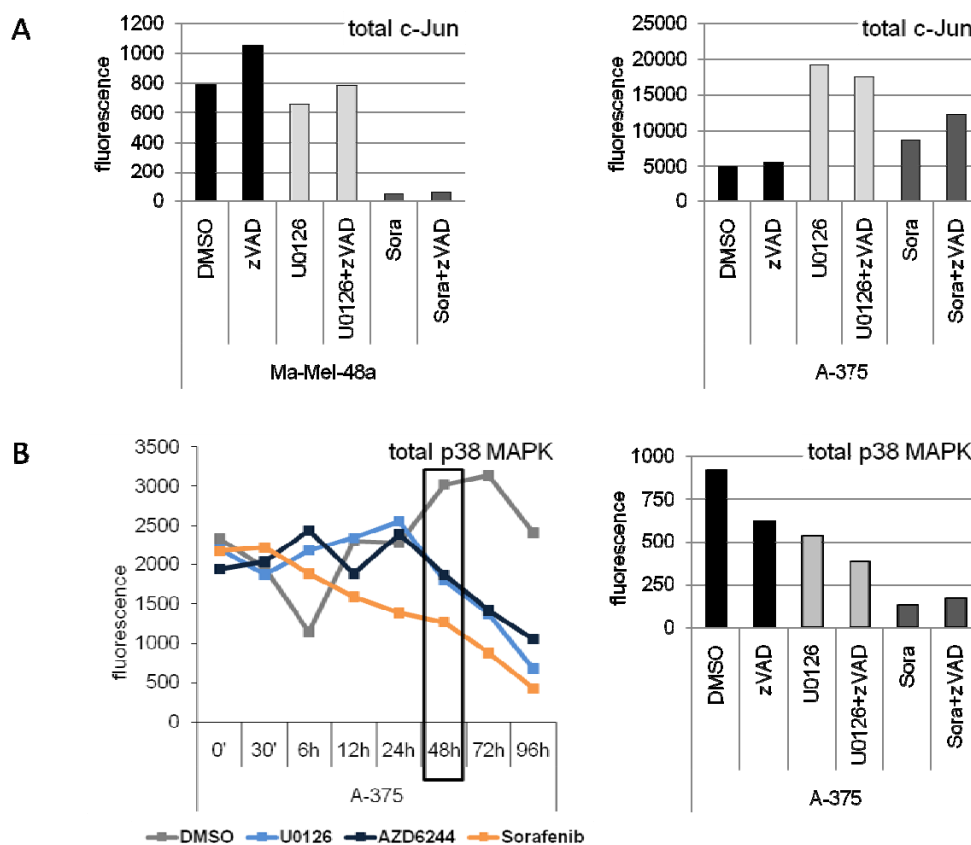 A
total c-Jun
fluorescence
1200
1000
800
600
400
200
0
DMSO
zVAD
U0126
U0126+zVAD
Sora
Sora+zVAD
Ma-Mel-48a
total c-Jun
fluorescence
25000
20000
15000
10000
5000
0
DMSO
zVAD
U0126
U0126+zVAD
Sora
Sora+zVAD
A-375
B
total p38 MAPK
fluorescence
3500
3000
2500
2000
1500
1000
500
0
0' 30' 6h 12h 24h 48h 72h 96h
A-375
DMSO U0126 AZD6244 Sorafenib
total p38 MAPK
fluorescence
1000
750
500
250
0
DMSO
zVAD
U0126
U0126+zVAD
Sora
Sora+zVAD
A-375